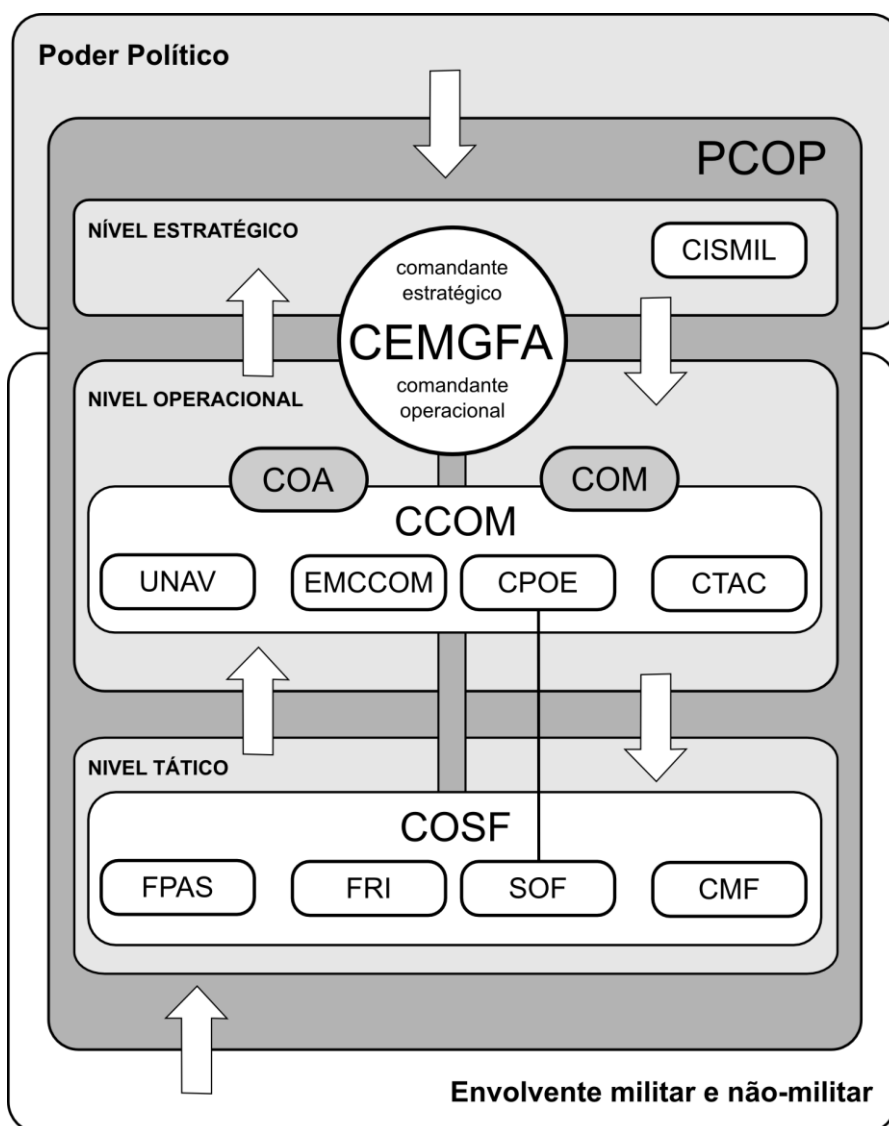 Poder Político
PCOP
NÍVEL ESTRATÉGICO
CISMIL
comandante
estratégico
CEMGFA
comandante
operacional
NIVEL OPERACIONAL
COA
COM
CCOM
UNAV
EMCCOM
CPOE
CTAC
NIVEL TÁTICO
COSF
FPAS
FRI
SOF
CMF
Envolvente militar e não-militar